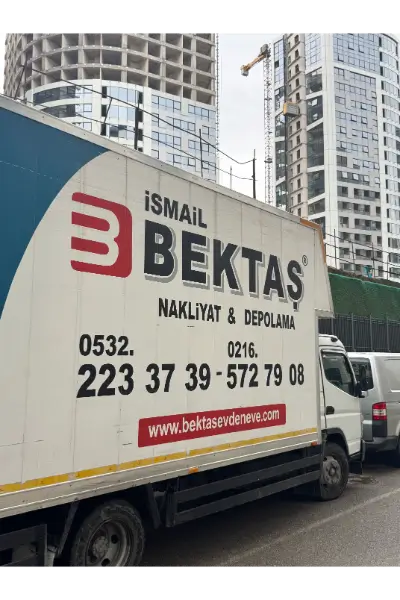 İSMAİL
BEKTAŞ®
NAKLİYAT & DEPOLAMA
0532. 0216.
223 37 39 - 572 79 08
www.bektasevdeneve.com